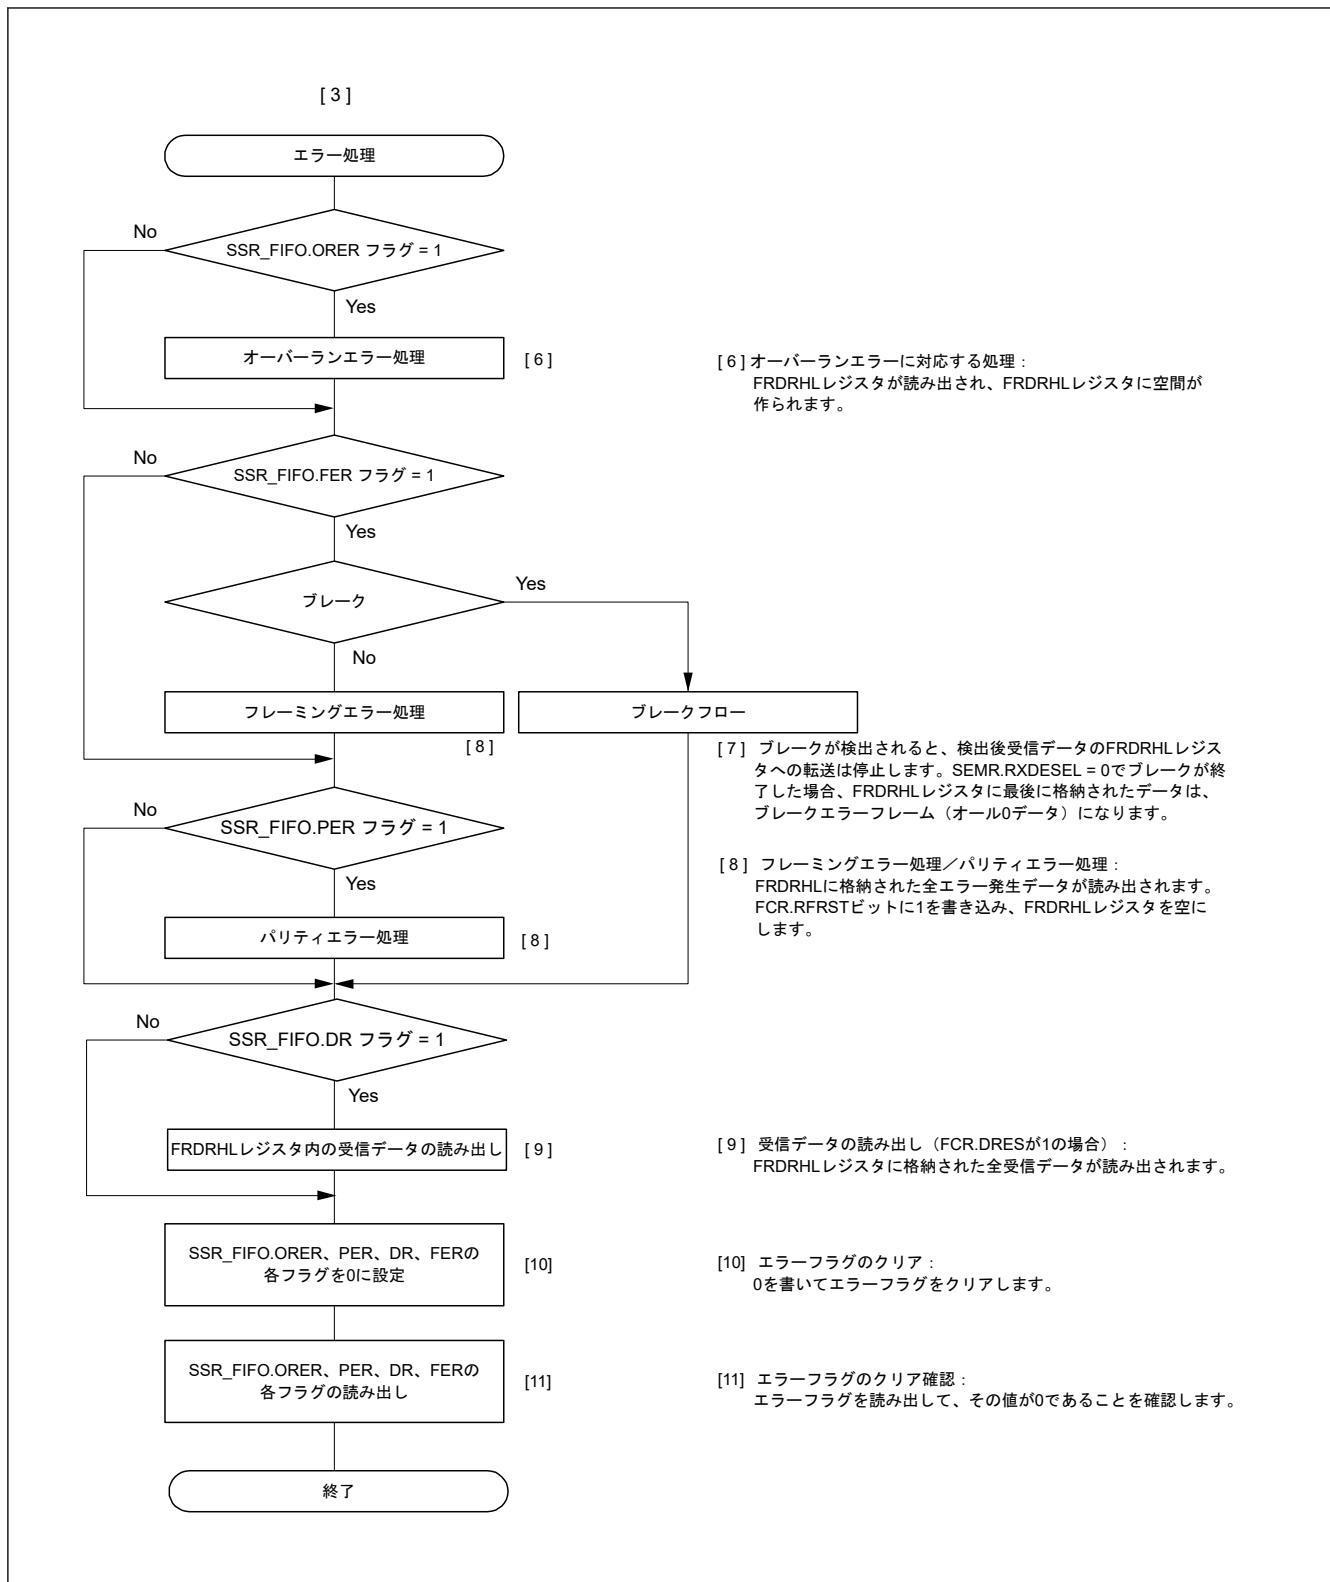 [ 3 ]
エラー処理
No
SSR_FIFO.ORER フラグ = 1
Yes
オーバーランエラー処理
[ 6 ]
[ 6 ] オーバーランエラーに対応する処理：
FRDRHLレジスタが読み出され、FRDRHLレジスタに空間が
作られます。
No
SSR_FIFO.FER フラグ = 1
Yes
ブレーク
Yes
No
フレーミングエラー処理
ブレークフロー
[ 8 ]
[ 7 ] ブレークが検出されると、検出後受信データのFRDRHLレジス
タへの転送は停止します。SEMR.RXDESEL = 0でブレークが終
了した場合、FRDRHLレジスタに最後に格納されたデータは、
ブレークエラーフレーム（オール0データ）になります。
No
SSR_FIFO.PER フラグ = 1
Yes
[ 8 ] フレーミングエラー処理／パリティエラー処理：
FRDRHLに格納された全エラー発生データが読み出されます。
FCR.RFRSTビットに1を書き込み、FRDRHLレジスタを空に
します。
パリティエラー処理
[ 8 ]
No
SSR_FIFO.DR フラグ = 1
Yes
FRDRHLレジスタ内の受信データの読み出し
[ 9 ]
[ 9 ] 受信データの読み出し（FCR.DRESが1の場合）：
FRDRHLレジスタに格納された全受信データが読み出されます。
SSR_FIFO.ORER、PER、DR、FERの
各フラグを0に設定
[10]
[10] エラーフラグのクリア：
0を書いてエラーフラグをクリアします。
SSR_FIFO.ORER、PER、DR、FERの
各フラグの読み出し
[11]
[11] エラーフラグのクリア確認：
エラーフラグを読み出して、その値が0であることを確認します。
終了